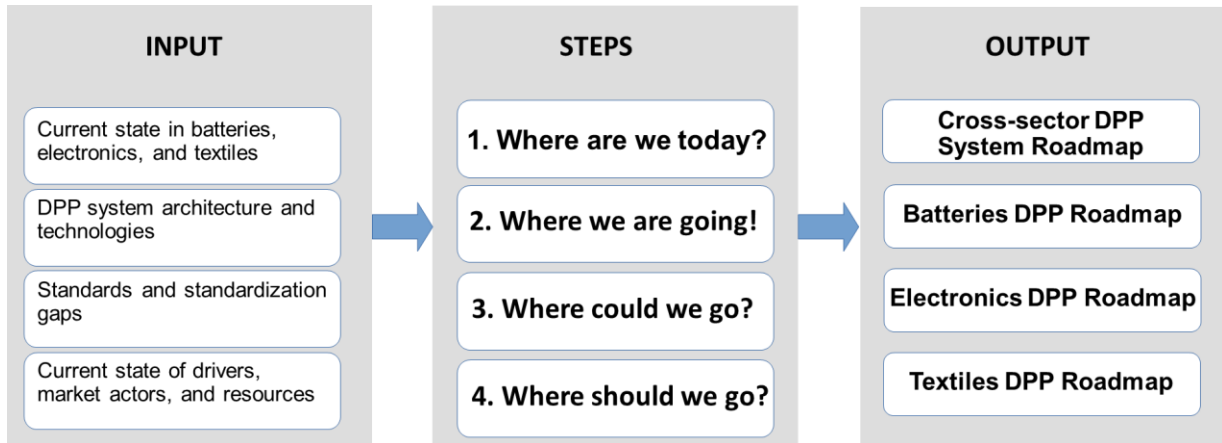 INPUT
Current state in batteries,
electronics, and textiles
DPP system architecture and
technologies
Standards and standardization
gaps
Current state of drivers,
market actors, and resources
STEPS
1. Where are we today?
2. Where we are going!
3. Where could we go?
4. Where should we go?
OUTPUT
Cross-sector DPP
System Roadmap
Batteries DPP Roadmap
Electronics DPP Roadmap
Textiles DPP Roadmap